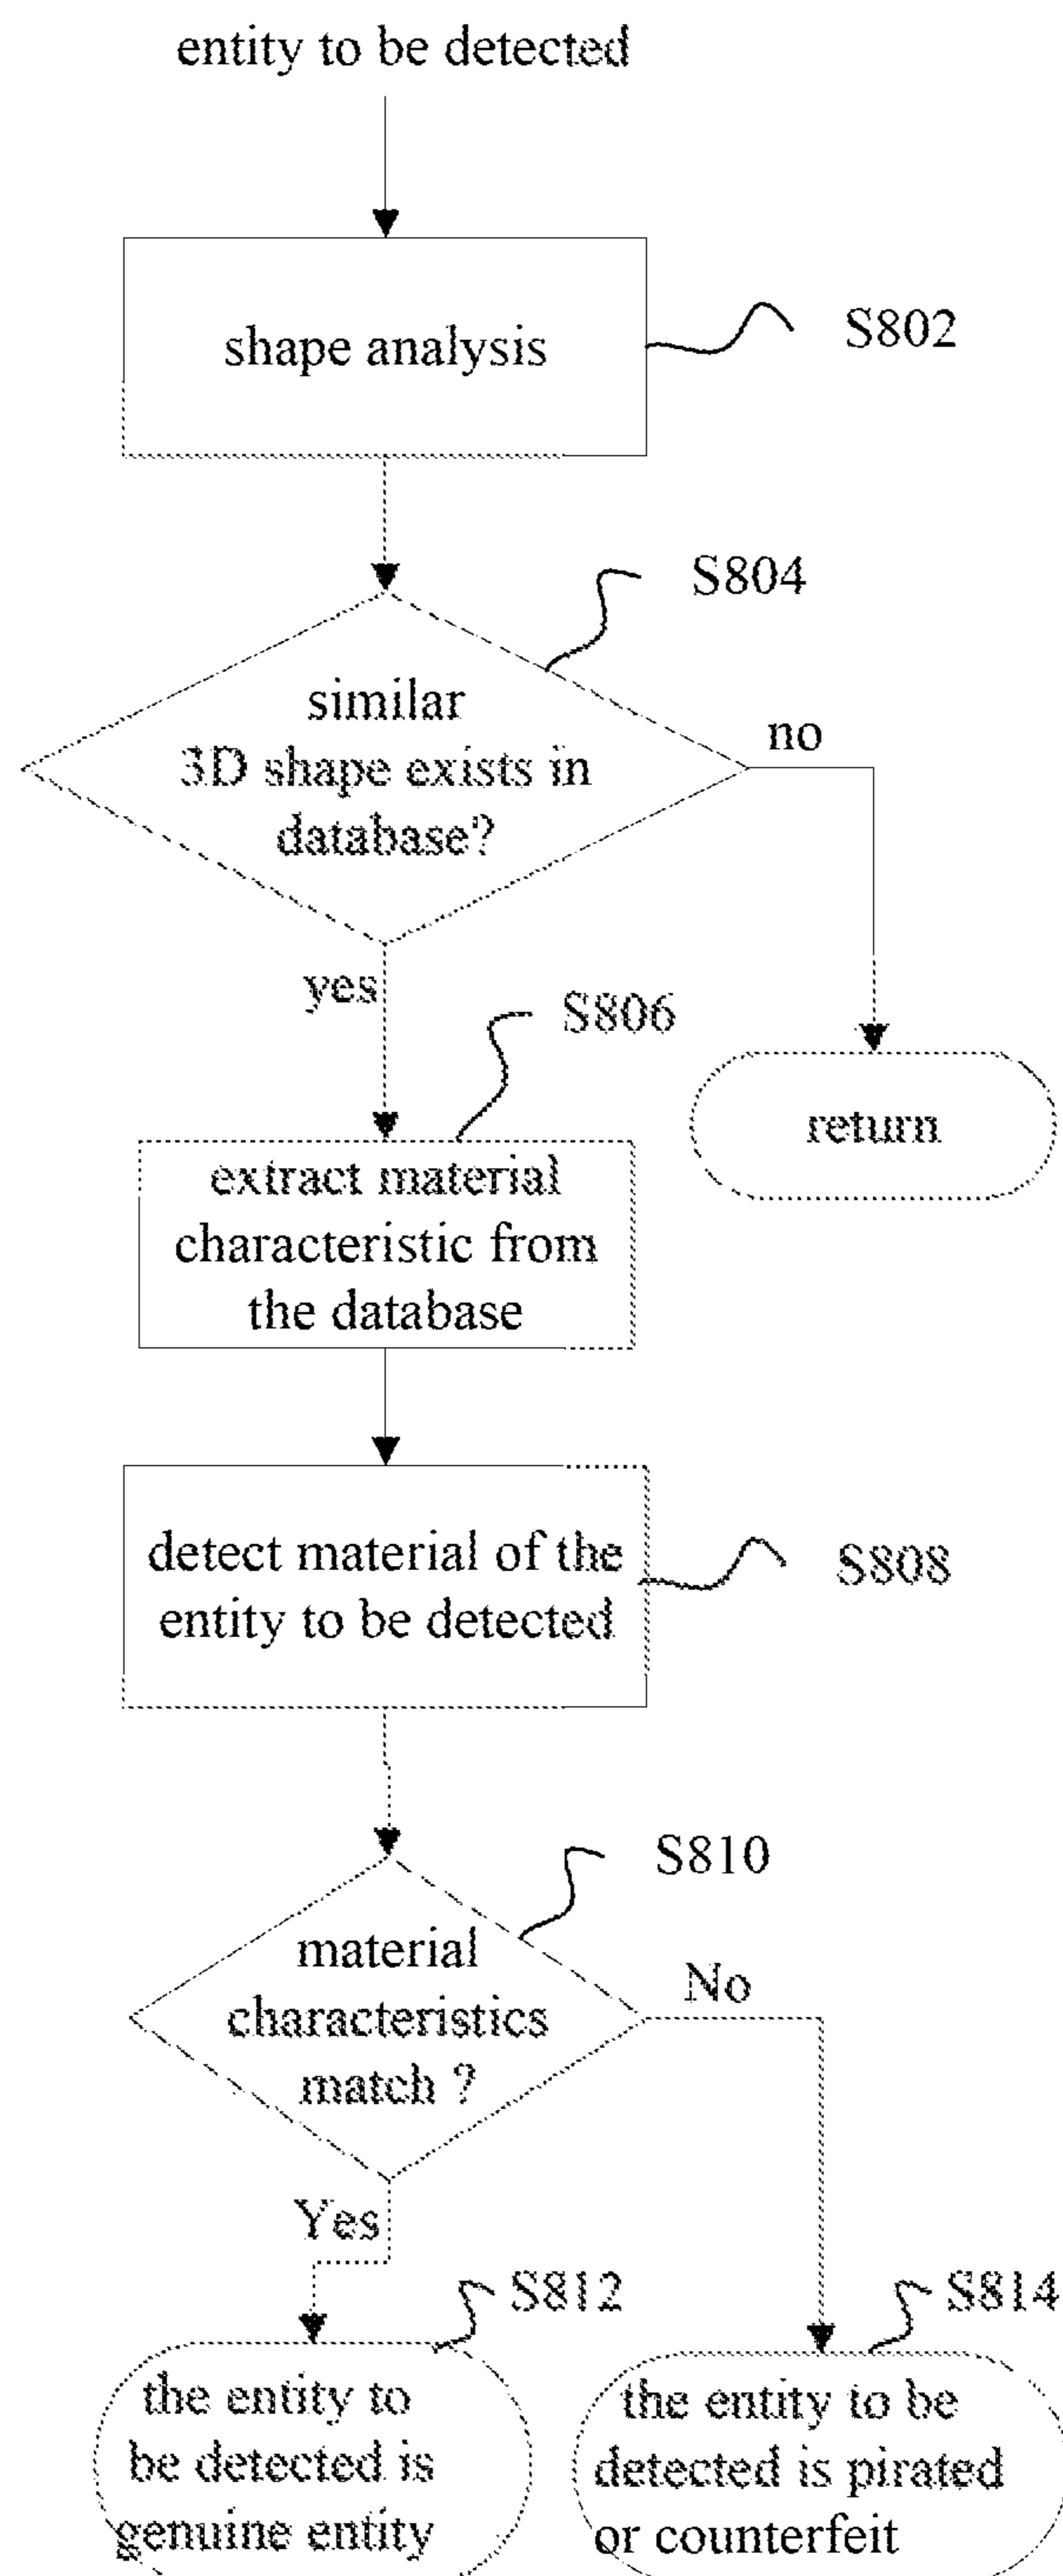 entity to be detected
shape analysis
S802
S804
similar
3D shape exists in
database?
no
yes
S806
return
extract material
characteristic from
the database
detect material of the
entity to be detected
S808
S810
material
characteristics
match ?
No
Yes
S812
S814
the entity to
be detected is
genuine entity
the entity to be
detected is pirated
or counterfeit